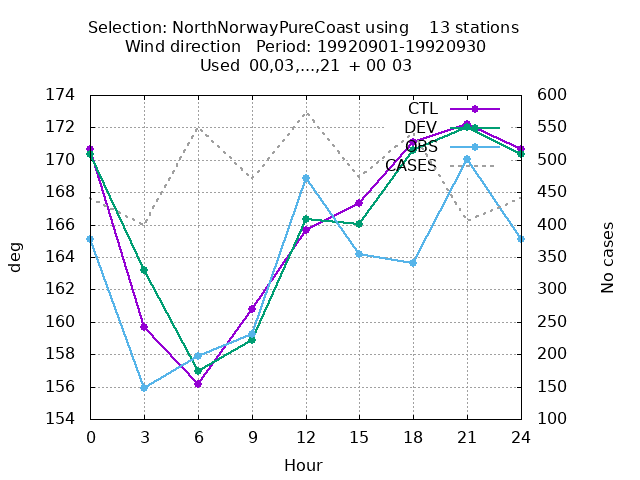 Selection: NorthNorwayPureCoast using 13 stations
Wind direction Period: 19920901-19920930
Used 00,03,...,21 + 00 03
174 600
172 550
170 500
168 450
166 400
164 350
162 300
160 250
158 200
156 150
154 100
CTL
DEV
OBS
CASES
deg
No cases
0 3 6 9 12 15 18 21 24
Hour